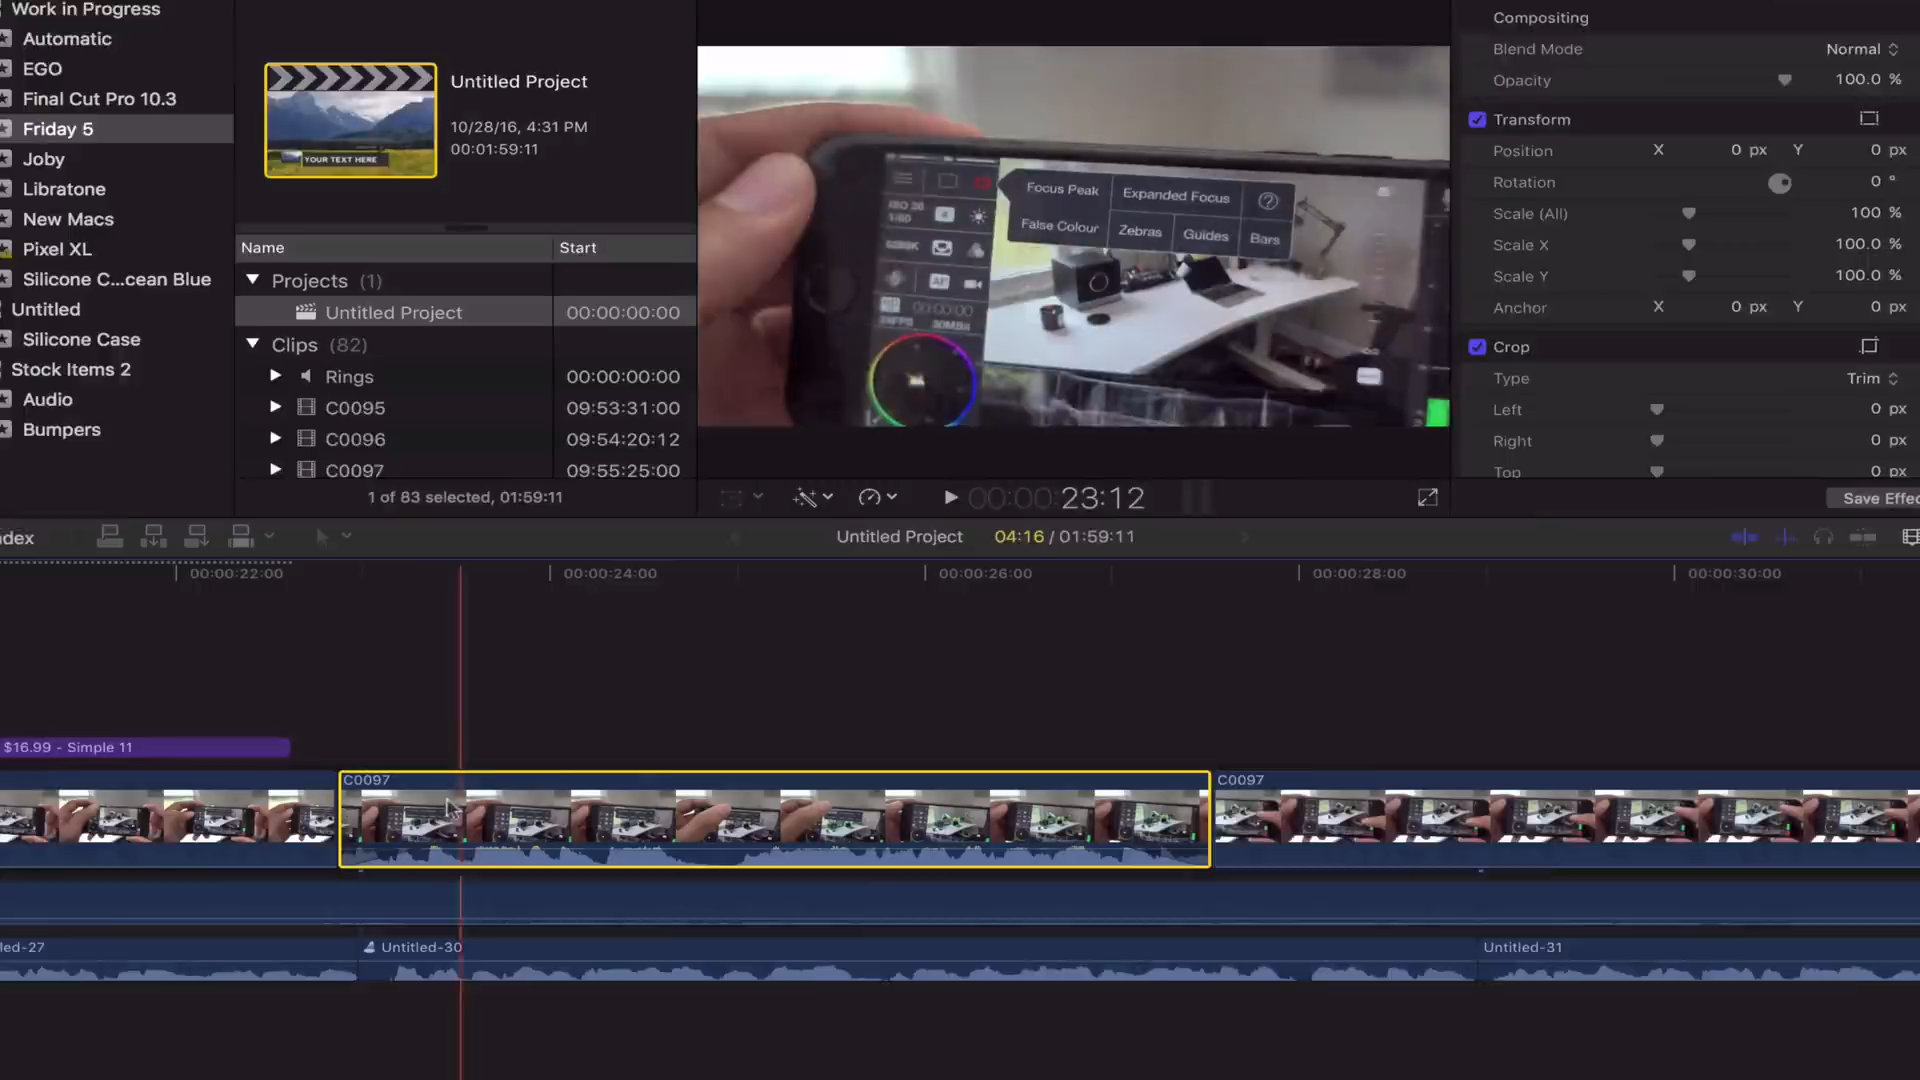 Work in Progress
Automatic
EGO
Final Cut Pro 10.3
Friday 5
Joby
Libratone
New Macs
Pixel XL
Silicone C...cean Blue
Untitled
Silicone Case
Stock Items 2
Audio
Bumpers
YOUR TEXT HERE
Untitled Project
10/28/16, 4:31 PM
00:01:59:11
Name Start
Projects (1)
Untitled Project 00:00:00:00
Clips (82)
Rings 00:00:00:00
C0095 09:53:31:00
C0096 09:54:20:12
C0097 09:55:25:00
1 of 83 selected, 01:59:11
Focus Peak Expanded Focus ?
False Colour Zebras Guides Bars
1/60
AF
00:00:00
00:00:00:23:12
Compositing
Blend Mode Normal
Opacity 100.0 %
Transform
Position X 0 px Y 0 px
Rotation 0 °
Scale (All) 100 %
Scale X 100.0 %
Scale Y 100.0 %
Anchor X 0 px Y 0 px
Crop
Type Trim
Left 0 px
Right 0 px
Top 0 px
Save Effec
dex
Untitled Project 04:16 / 01:59:11
00:00:22:00 00:00:24:00 00:00:26:00 00:00:28:00 00:00:30:00
$16.99 - Simple 11
C0097 C0097
led-27 Untitled-30 Untitled-31